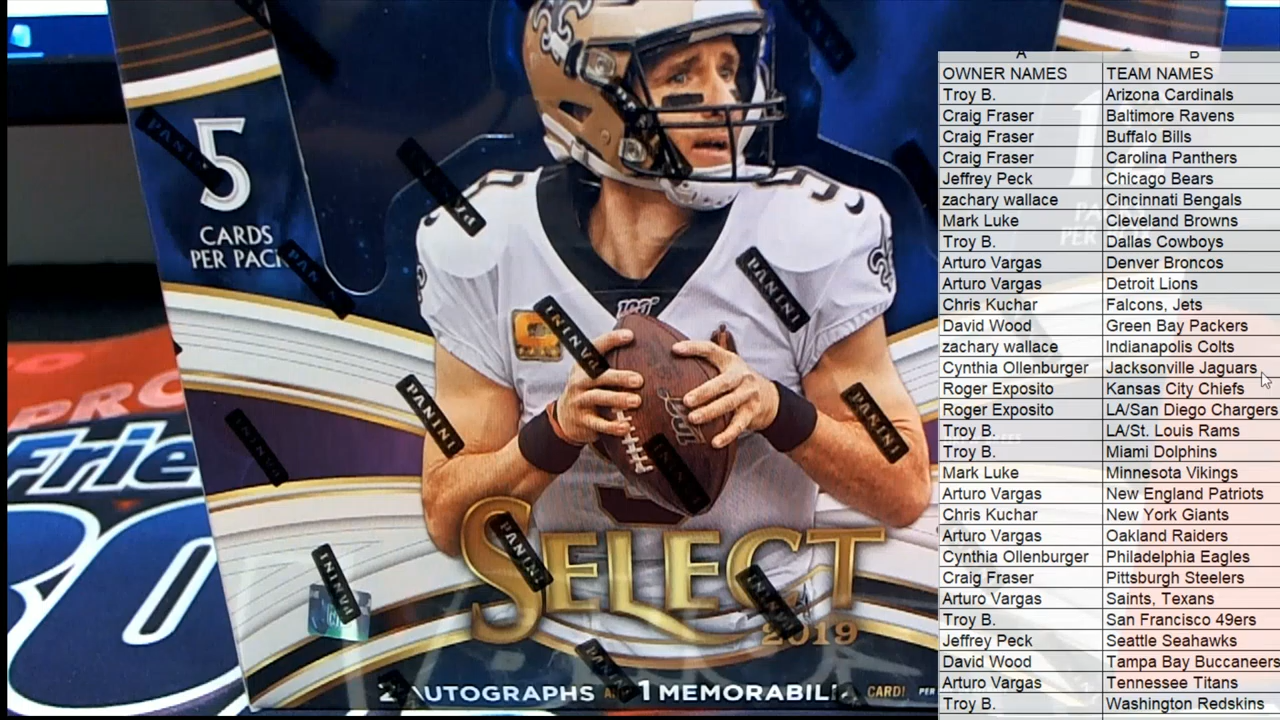 5
CARDS
PER PACK
PANINI
SELECT
2019
2 AUTOGRAPHS AND 1 MEMORABILIA CARD! PER
A B
OWNER NAMES TEAM NAMES
Troy B. Arizona Cardinals
Craig Fraser Baltimore Ravens
Craig Fraser Buffalo Bills
Craig Fraser Carolina Panthers
Jeffrey Peck Chicago Bears
zachary wallace Cincinnati Bengals
Mark Luke Cleveland Browns
Troy B. Dallas Cowboys
Arturo Vargas Denver Broncos
Arturo Vargas Detroit Lions
Chris Kuchar Falcons, Jets
David Wood Green Bay Packers
zachary wallace Indianapolis Colts
Cynthia Ollenburger Jacksonville Jaguars
Roger Exposito Kansas City Chiefs
Roger Exposito LA/San Diego Chargers
Troy B. LA/St. Louis Rams
Troy B. Miami Dolphins
Mark Luke Minnesota Vikings
Arturo Vargas New England Patriots
Chris Kuchar New York Giants
Arturo Vargas Oakland Raiders
Cynthia Ollenburger Philadelphia Eagles
Craig Fraser Pittsburgh Steelers
Arturo Vargas Saints, Texans
Troy B. San Francisco 49ers
Jeffrey Peck Seattle Seahawks
David Wood Tampa Bay Buccaneers
Arturo Vargas Tennessee Titans
Troy B. Washington Redskins